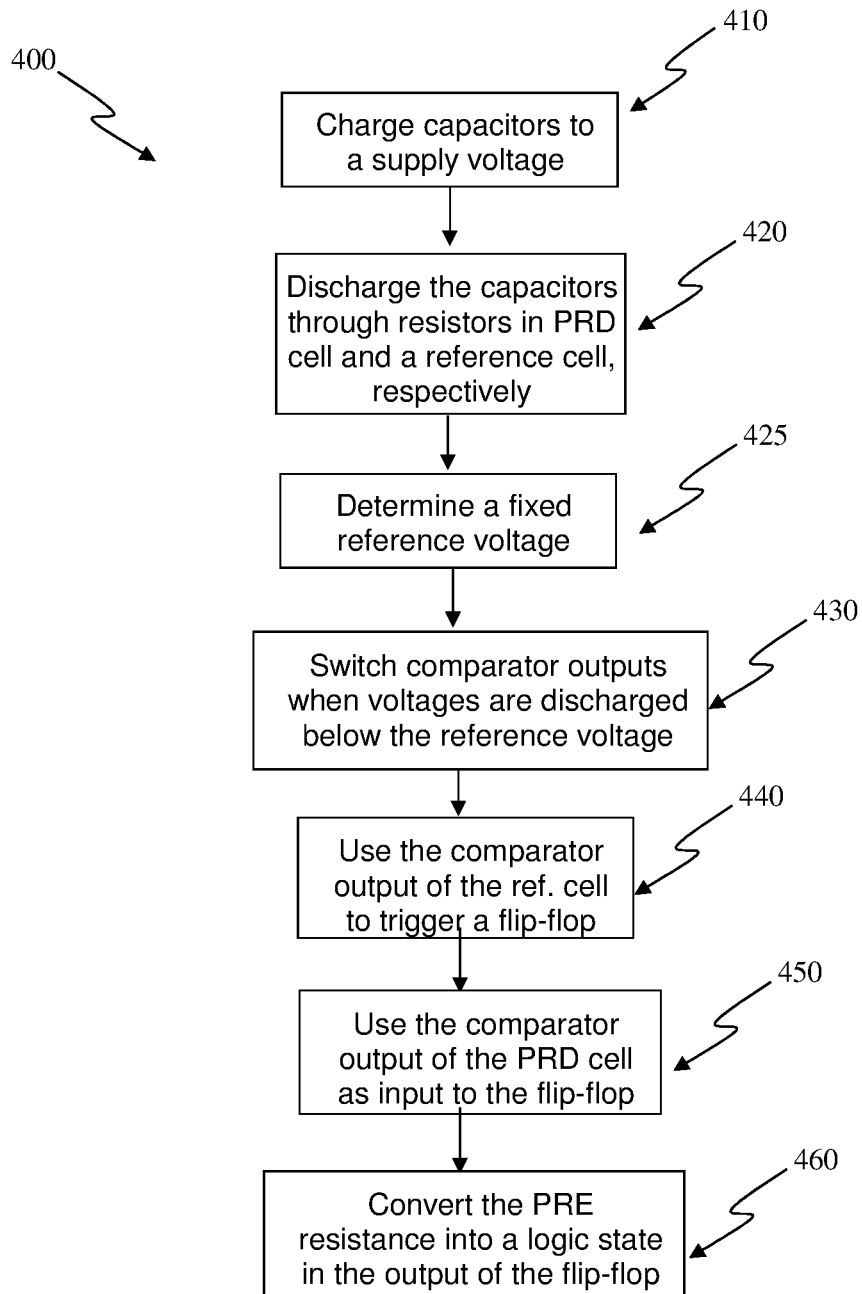 410
400
Charge capacitors to
a supply voltage
420
Discharge the capacitors
through resistors in PRD
cell and a reference cell,
respectively
425
Determine a fixed
reference voltage
430
Switch comparator outputs
when voltages are discharged
below the reference voltage
440
Use the comparator
output of the ref. cell
to trigger a flip-flop
450
Use the comparator
output of the PRD cell
as input to the flip-flop
460
Convert the PRE
resistance into a logic state
in the output of the flip-flop